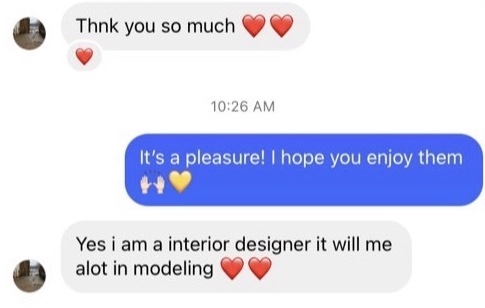 Thnk you so much ❤️❤️
❤️
10:26 AM
It's a pleasure! I hope you enjoy them
🙌🏻💛
Yes i am a interior designer it will me
alot in modeling ❤️❤️